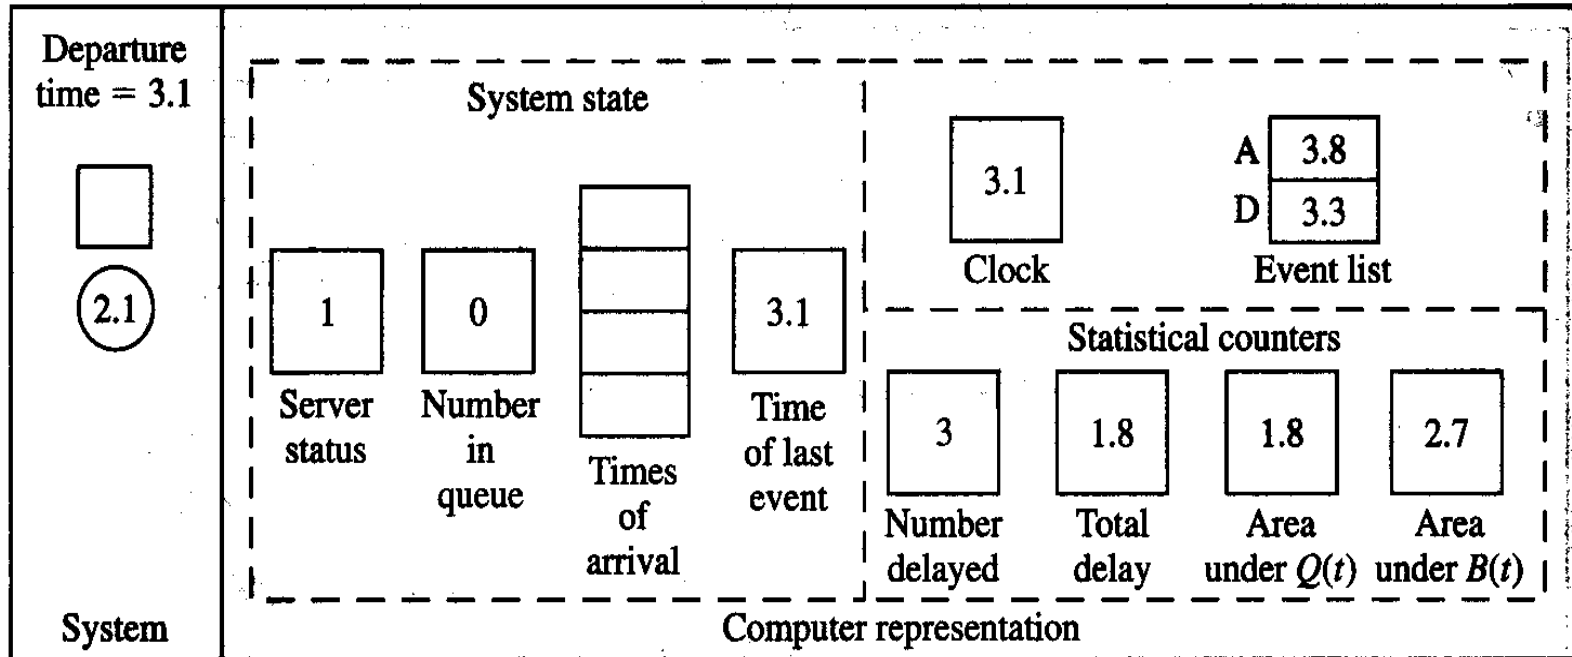 Departure
time = 3.1
2.1
System
System state
1
Server
status
0
Number
in
queue
Times
of
arrival
3.1
Time
of last
event
3.1
Clock
A 3.8
D 3.3
Event list
Statistical counters
3
Number
delayed
1.8
Total
delay
1.8
Area
under Q(t)
2.7
Area
under B(t)
Computer representation